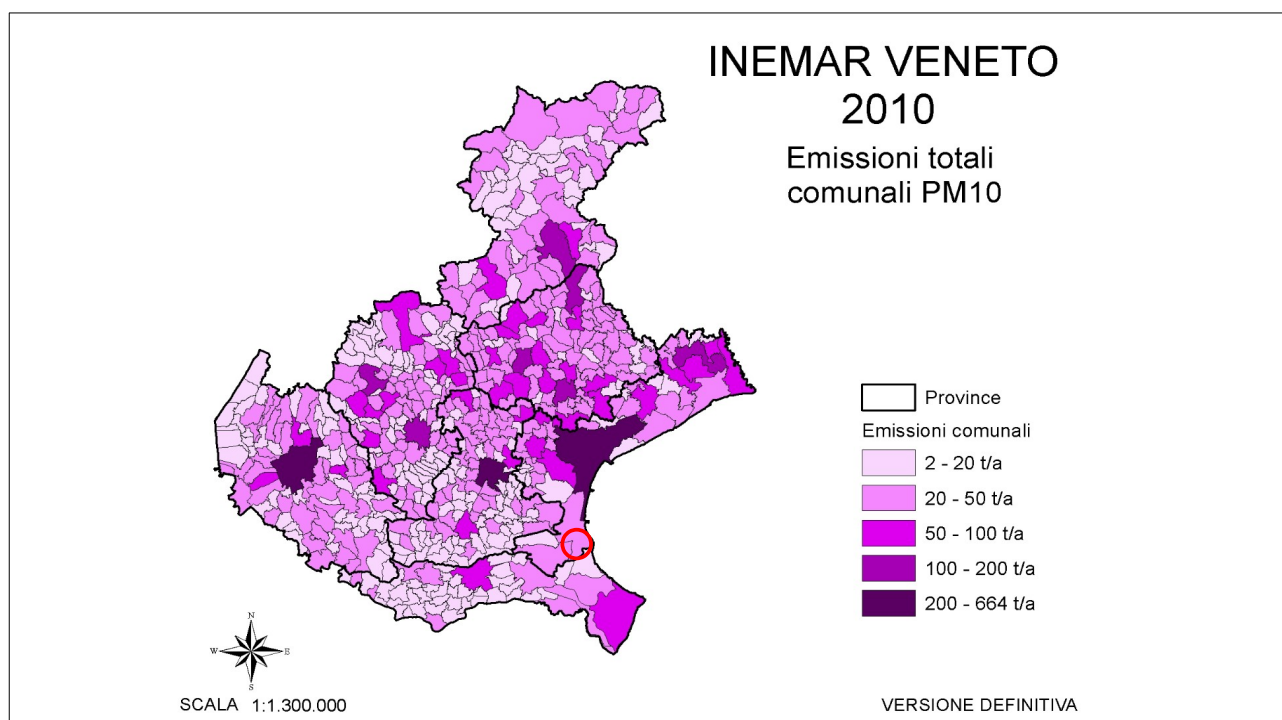 INEMAR VENETO
2010
Emissioni totali
comunali PM10
Province
Emissioni comunali
2 - 20 t/a
20 - 50 t/a
50 - 100 t/a
100 - 200 t/a
200 - 664 t/a
N
W E
S
SCALA 1:1.300.000
VERSIONE DEFINITIVA